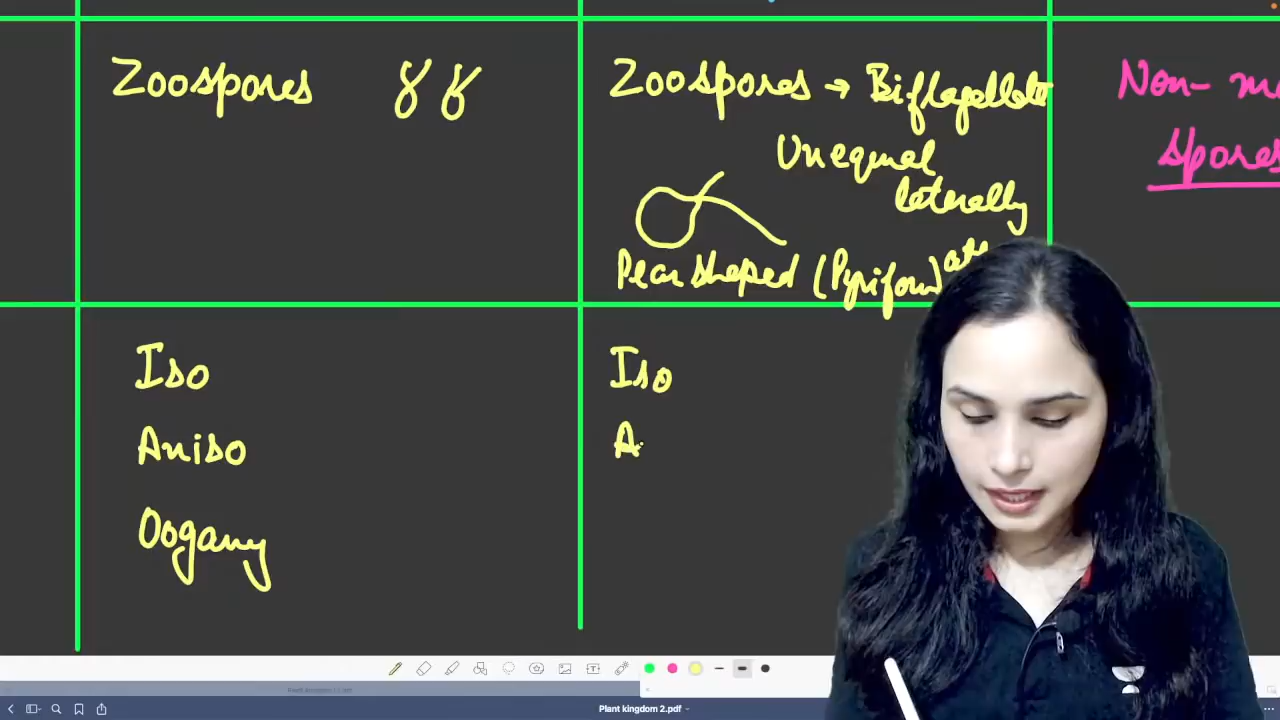 Zoospores
Zoospores → Biflagellate
Unequal
laterally
Pear shaped (Pyriform)
Non-
spores
Iso
Aniso
Oogamy
Iso
A
Plant kingdom 2.pdf